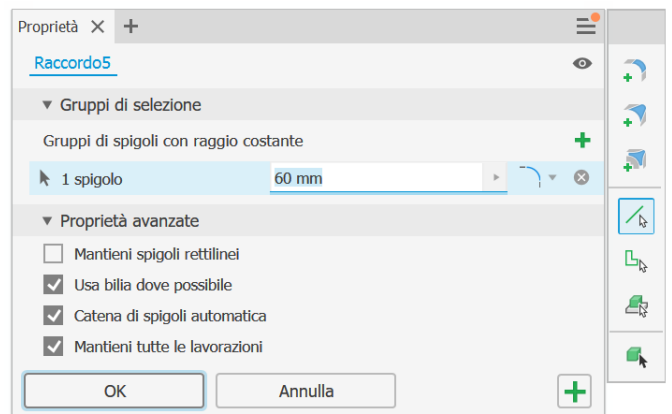 Proprietà
Raccordo5
Gruppi di selezione
Gruppi di spigoli con raggio costante
1 spigolo 60 mm
Proprietà avanzate
Mantieni spigoli rettilinei
Usa bilia dove possibile
Catena di spigoli automatica
Mantieni tutte le lavorazioni
OK Annulla